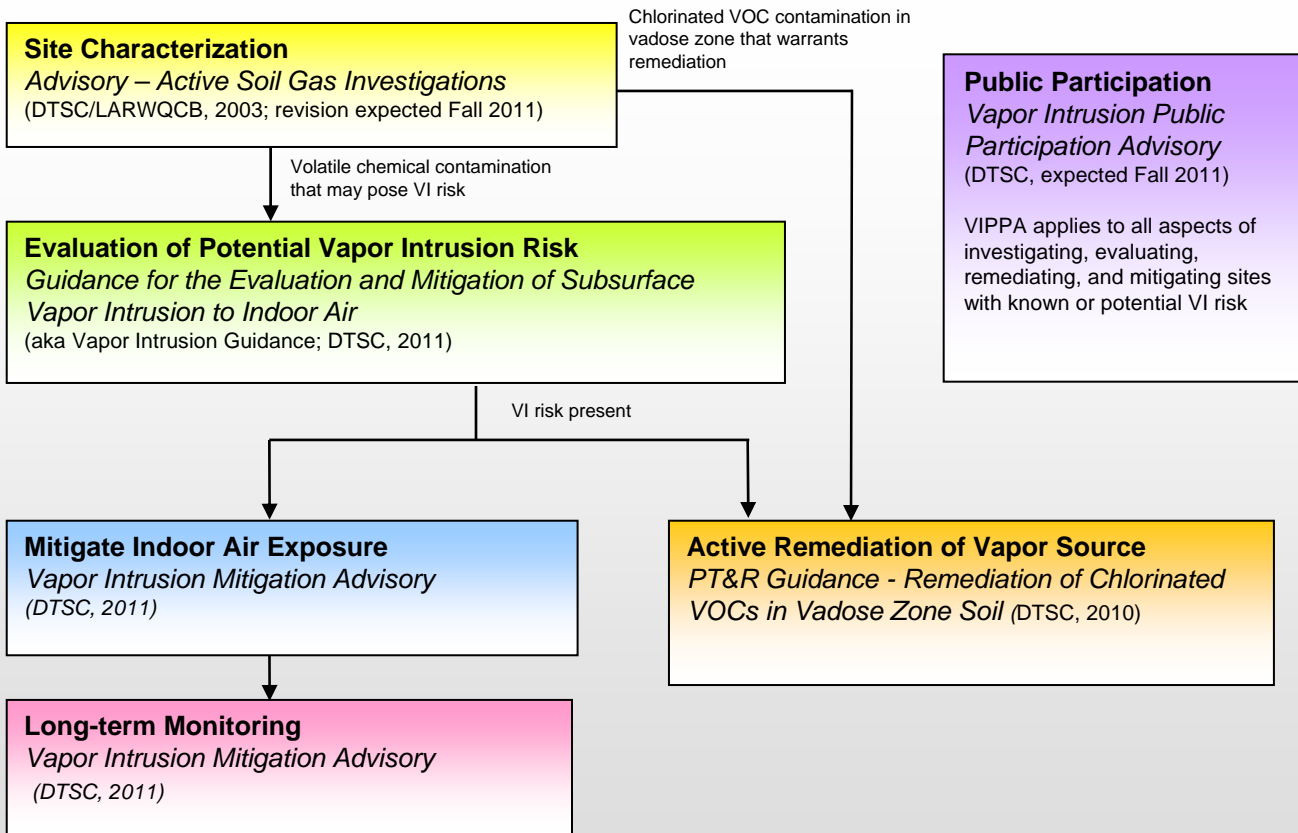 Site Characterization
Advisory – Active Soil Gas Investigations
(DTSC/LARWQCB, 2003; revision expected Fall 2011)
Chlorinated VOC contamination in
vadose zone that warrants
remediation
Public Participation
Vapor Intrusion Public
Participation Advisory
(DTSC, expected Fall 2011)
VIPPA applies to all aspects of
investigating, evaluating,
remediating, and mitigating sites
with known or potential VI risk
Volatile chemical contamination
that may pose VI risk
Evaluation of Potential Vapor Intrusion Risk
Guidance for the Evaluation and Mitigation of Subsurface
Vapor Intrusion to Indoor Air
(aka Vapor Intrusion Guidance; DTSC, 2011)
VI risk present
Mitigate Indoor Air Exposure
Vapor Intrusion Mitigation Advisory
(DTSC, 2011)
Active Remediation of Vapor Source
PT&R Guidance - Remediation of Chlorinated
VOCs in Vadose Zone Soil (DTSC, 2010)
Long-term Monitoring
Vapor Intrusion Mitigation Advisory
(DTSC, 2011)